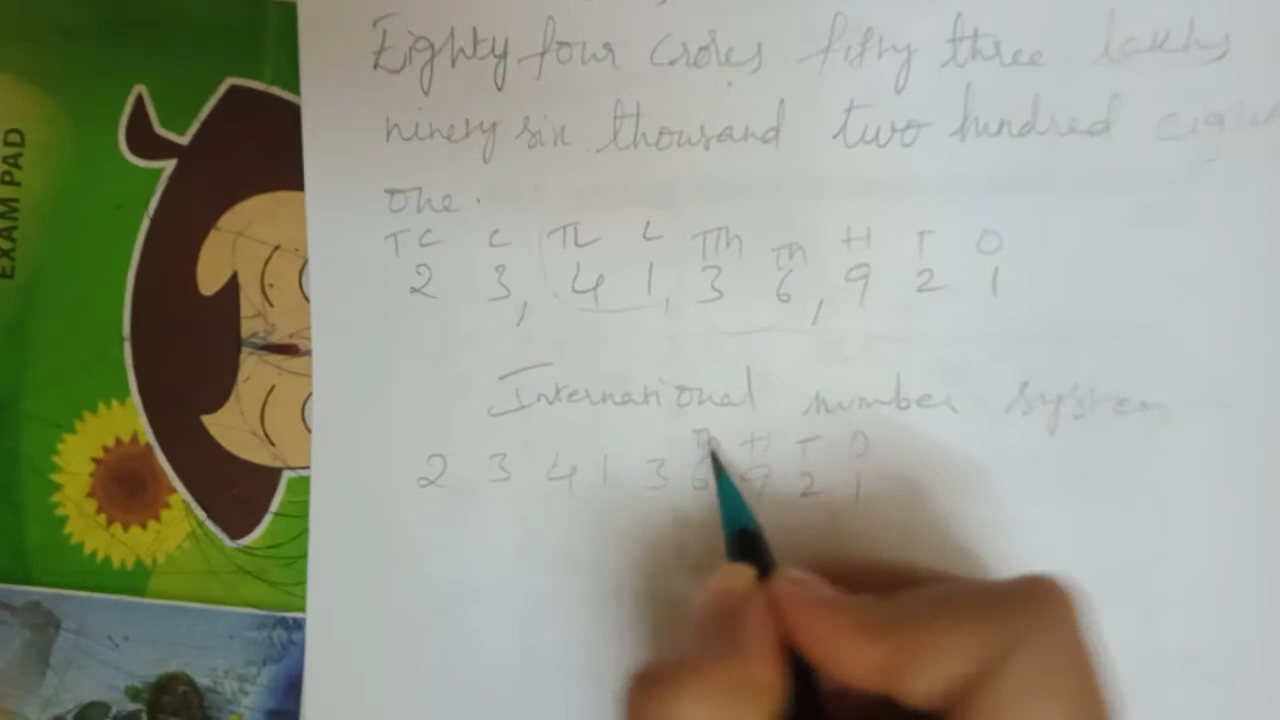 EXAM PAD
Eighty four crores fifty three lakhs
ninety six thousand two hundred
one.
TC C TL L TTh Th H T O
2 3, 4 1, 3 6, 9 2 1
International number system
Th H T O
2 3 4 1 3 6 9 2 1